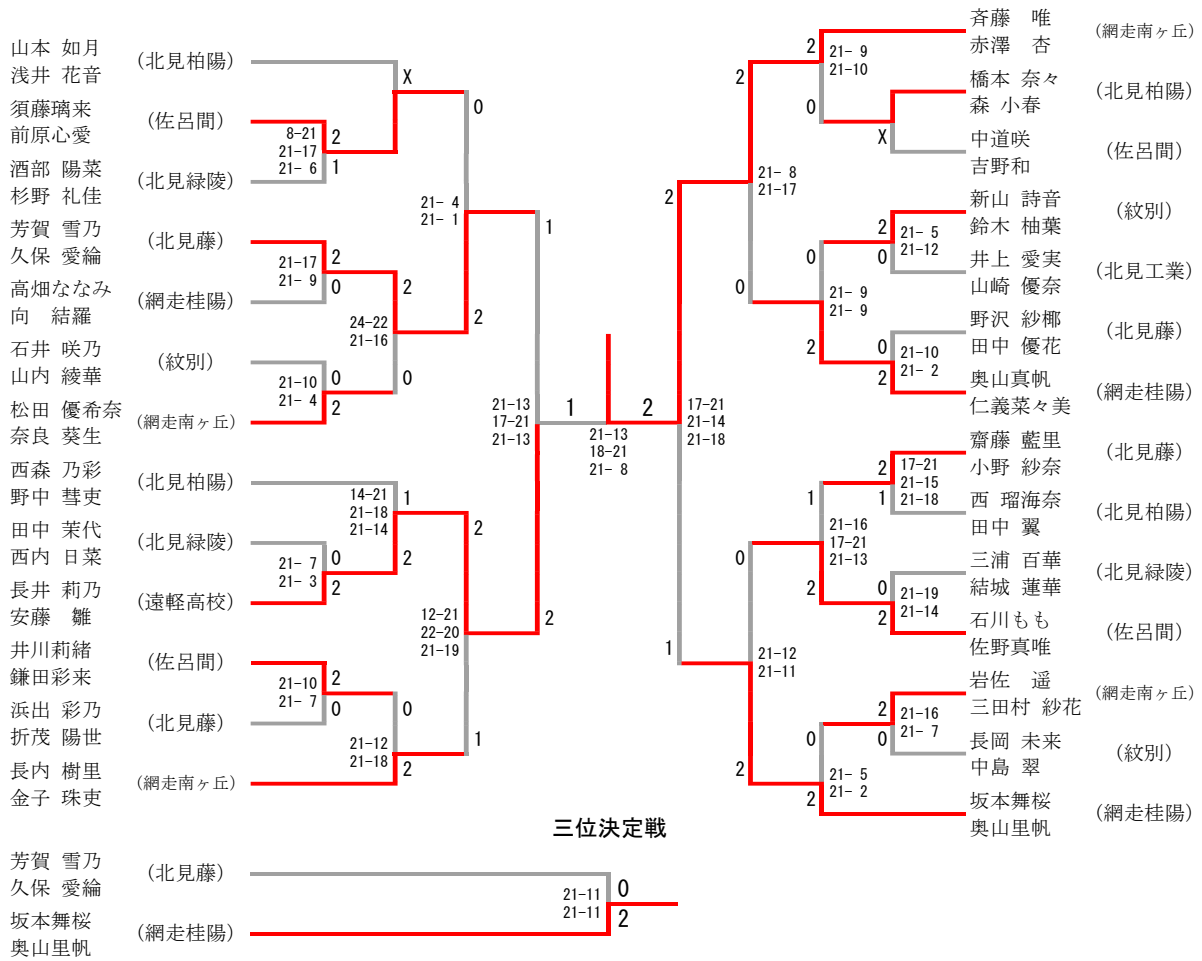 山本 如月
浅井 花音
(北見柏陽)
須藤璃来
前原心愛
(佐呂間)
酒部 陽菜
杉野 礼佳
(北見緑陵)
芳賀 雪乃
久保 愛綸
(北見藤)
高畑ななみ
向 結羅
(網走桂陽)
石井 咲乃
山内 綾華
(紋別)
松田 優希奈
奈良 葵生
(網走南ヶ丘)
西森 乃彩
野中 彗吏
(北見柏陽)
田中 茉代
西内 日菜
(北見緑陵)
長井 莉乃
安藤 雛
(遠軽高校)
井川莉緒
鎌田彩来
(佐呂間)
浜出 彩乃
折茂 陽世
(北見藤)
長内 樹里
金子 珠吏
(網走南ヶ丘)
X
8-21
21-17
21- 6
2
1
0
21- 4
21- 1
21-17
21- 9
2
0
2
24-22
21-16
0
2
21-10
21- 4
0
2
1
21-13
17-21
21-13
14-21
21-18
21-14
1
2
21- 7
21- 3
0
2
2
12-21
22-20
21-19
1
2
21-10
21- 7
2
0
0
21-12
21-18
2
1
2
21-13
18-21
21- 8
斉藤 唯
赤澤 杏
(網走南ヶ丘)
橋本 奈々
森 小春
(北見柏陽)
中道咲
吉野和
(佐呂間)
新山 詩音
鈴木 柚葉
(紋別)
井上 愛実
山崎 優奈
(北見工業)
野沢 紗椰
田中 優花
(北見藤)
奥山真帆
仁義菜々美
(網走桂陽)
齋藤 藍里
小野 紗奈
(北見藤)
西 瑠海奈
田中 翼
(北見柏陽)
三浦 百華
結城 蓮華
(北見緑陵)
石川もも
佐野真唯
(佐呂間)
岩佐 遥
三田村 紗花
(網走南ヶ丘)
長岡 未来
中島 翠
(紋別)
坂本舞桜
奥山里帆
(網走桂陽)
2
21- 9
21-10
0
X
2
21- 8
21-17
0
2
21- 5
21-12
0
0
21- 9
21- 9
2
0
21-10
21- 2
2
2
17-21
21-14
21-18
1
2
17-21
21-15
21-18
1
1
21-16
17-21
21-13
2
0
21-19
21-14
2
0
21-12
21-11
2
2
21-16
21- 7
0
0
21- 5
21- 2
2
三位決定戦
芳賀 雪乃
久保 愛綸
(北見藤)
坂本舞桜
奥山里帆
(網走桂陽)
21-11
21-11
0
2